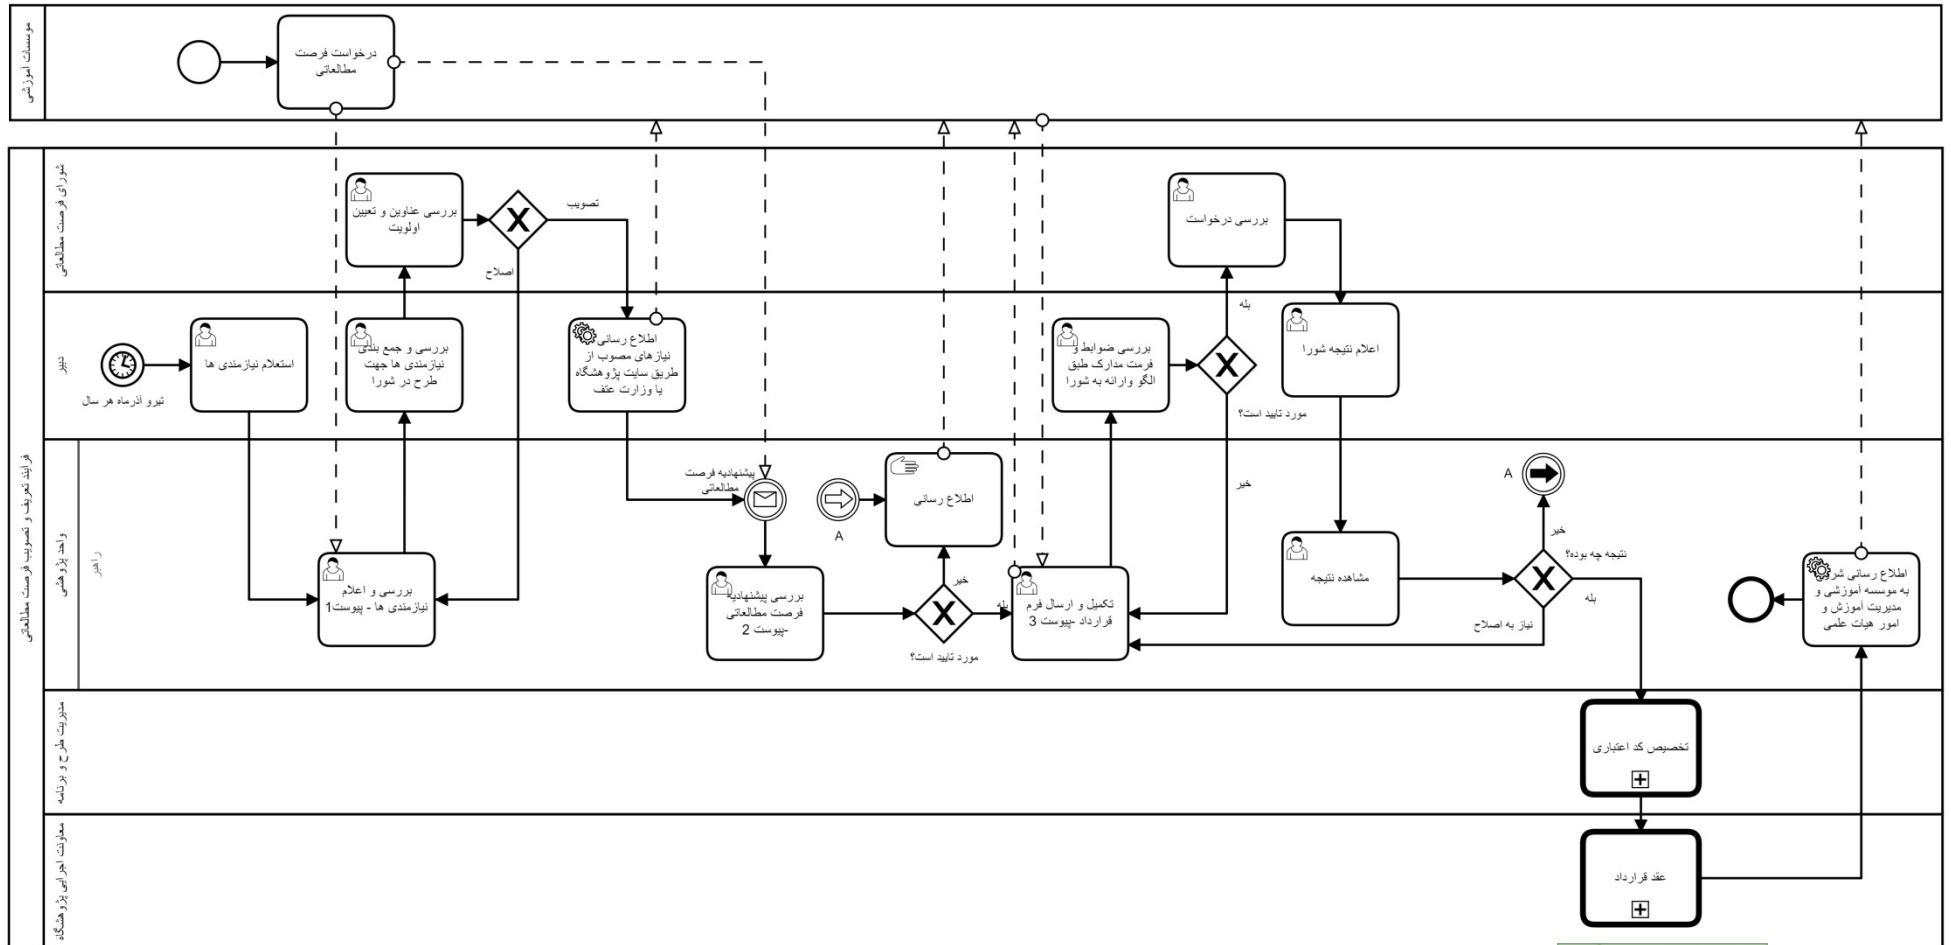 موسسات آموزشی
درخواست فرصت
مطالعاتی
فرایند تعریف و تصویب فرصت مطالعاتی
شورای فرصت مطالعاتی
بررسی عناوین و تعیین
اولویت
تصویب
اصلاح
بررسی درخواست
بله
دبیر
تیرو آذرماه هر سال
استعلام نیازمندی ها
بررسی و جمع بندی
نیازمندی ها جهت
طرح در شورا
اطلاع رسانی
نیازهای مصوب از
طریق سایت پژوهشگاه
یا وزارت عتف
بررسی ضوابط و
فرمت مدارک طبق
الگو وارائه به شورا
مورد تایید است؟
اعلام نتیجه شورا
واحد پژوهشی
راهبر
بررسی و اعلام
نیازمندی ها - پیوست1
پیشنهادیه فرصت
مطالعاتی
بررسی پیشنهادیه
فرصت مطالعاتی
-پیوست 2
A
اطلاع رسانی
خیر
مورد تایید است؟
بله
تکمیل و ارسال فرم
قرارداد -پیوست 3
خیر
مشاهده نتیجه
A
خیر
نتیجه چه بوده؟
بله
نیاز به اصلاح
اطلاع رسانی شروع
به موسسه آموزشی و
مدیریت آموزش و
امور هیات علمی
مدیریت طرح و برنامه
تخصیص کد اعتباری
معاونت اجرایی پژوهشگاه
عقد قرارداد